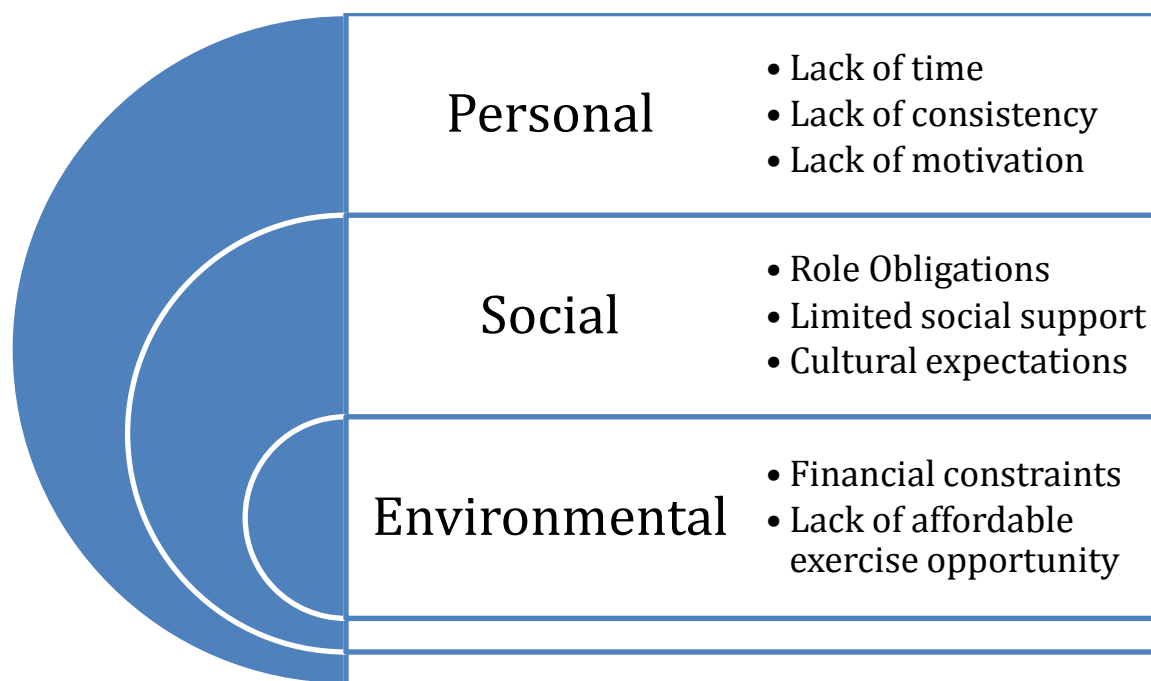 Personal
• Lack of time
• Lack of consistency
• Lack of motivation
Social
• Role Obligations
• Limited social support
• Cultural expectations
Environmental
• Financial constraints
• Lack of affordable
exercise opportunity